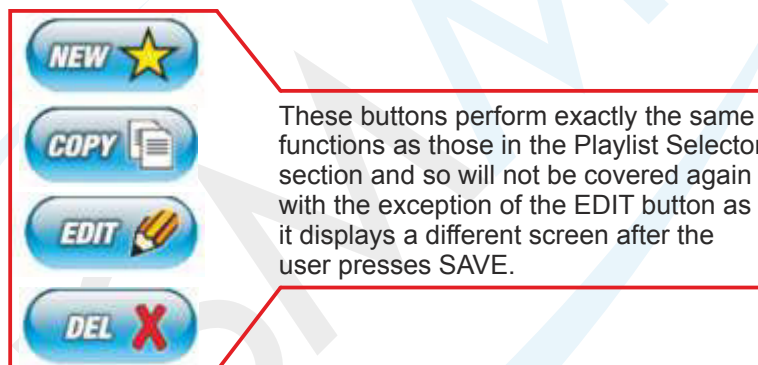 NEW
COPY
EDIT
DEL
These buttons perform exactly the same
functions as those in the Playlist Selector
section and so will not be covered again
with the exception of the EDIT button as
it displays a different screen after the
user presses SAVE.